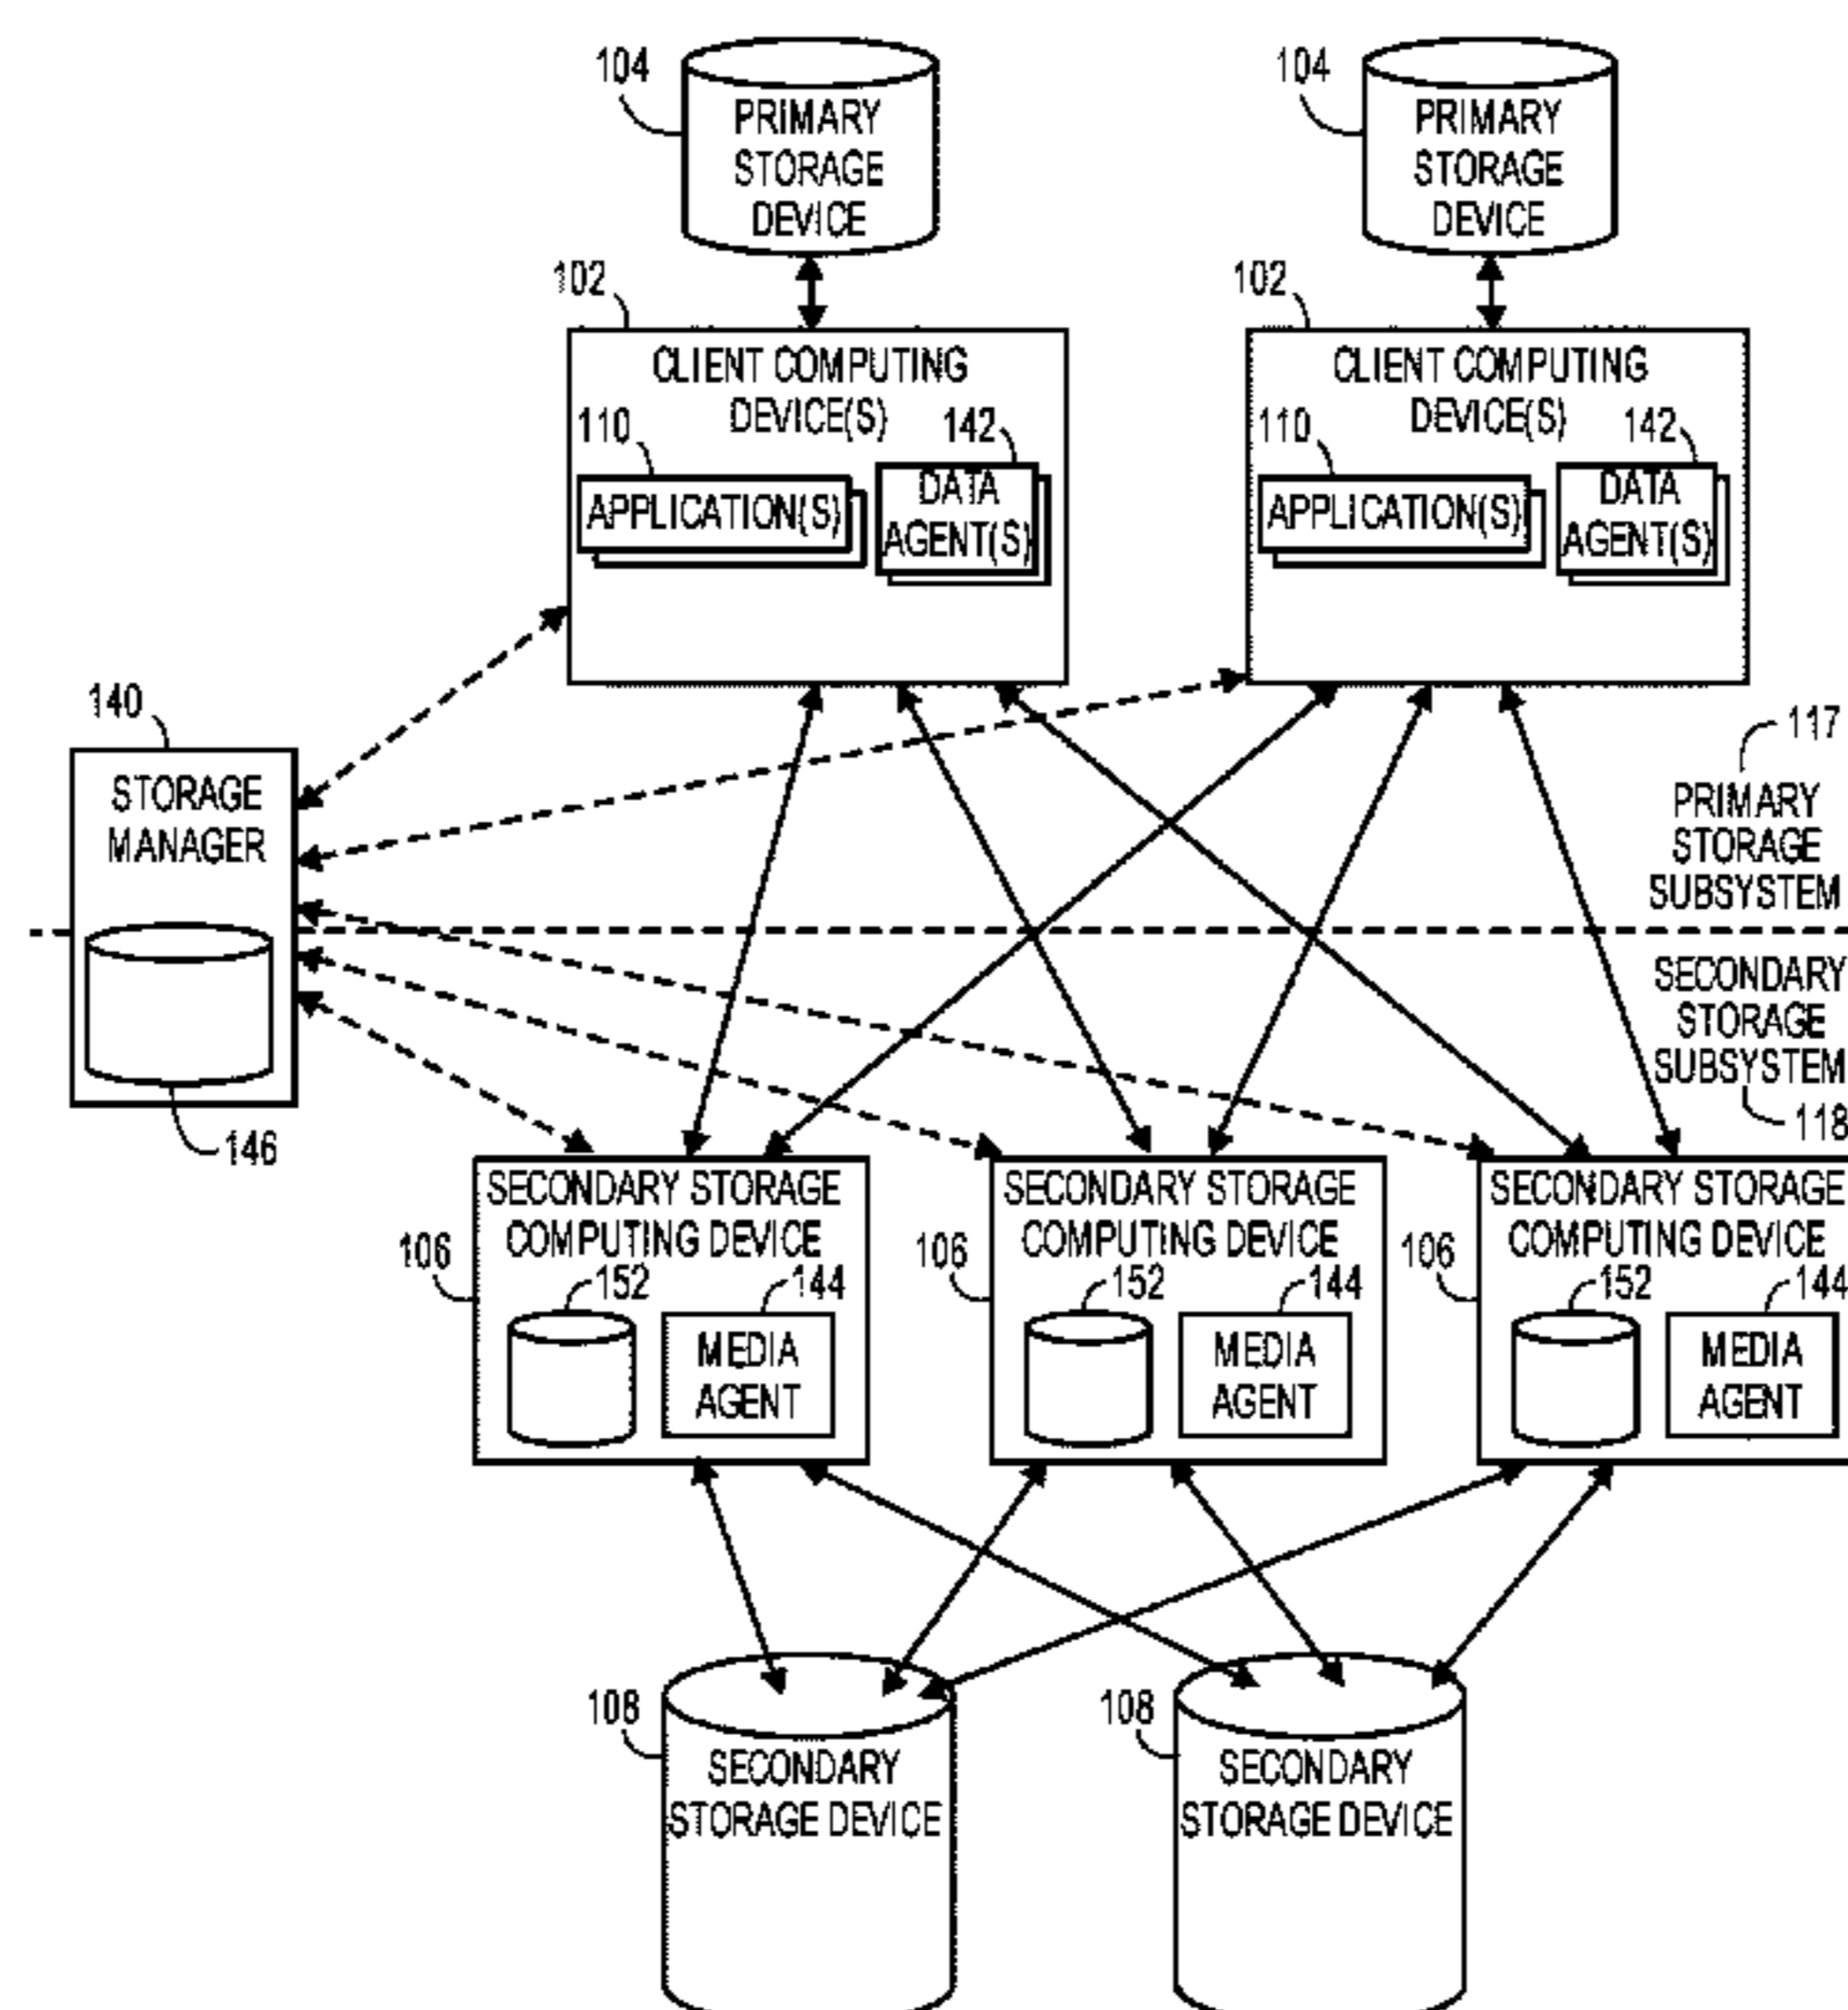 104
PRIMARY
STORAGE
DEVICE
104
PRIMARY
STORAGE
DEVICE
102
CLIENT COMPUTING
DEVICE(S)
110
142
APPLICATION(S)
DATA
AGENT(S)
102
CLIENT COMPUTING
DEVICE(S)
110
142
APPLICATION(S)
DATA
AGENT(S)
140
STORAGE
MANAGER
146
117
PRIMARY
STORAGE
SUBSYSTEM
SECONDARY
STORAGE
SUBSYSTEM
118
SECONDARY STORAGE
COMPUTING DEVICE
106
152
144
MEDIA
AGENT
SECONDARY STORAGE
COMPUTING DEVICE
106
152
144
MEDIA
AGENT
SECONDARY STORAGE
COMPUTING DEVICE
106
152
144
MEDIA
AGENT
108
SECONDARY
STORAGE DEVICE
108
SECONDARY
STORAGE DEVICE